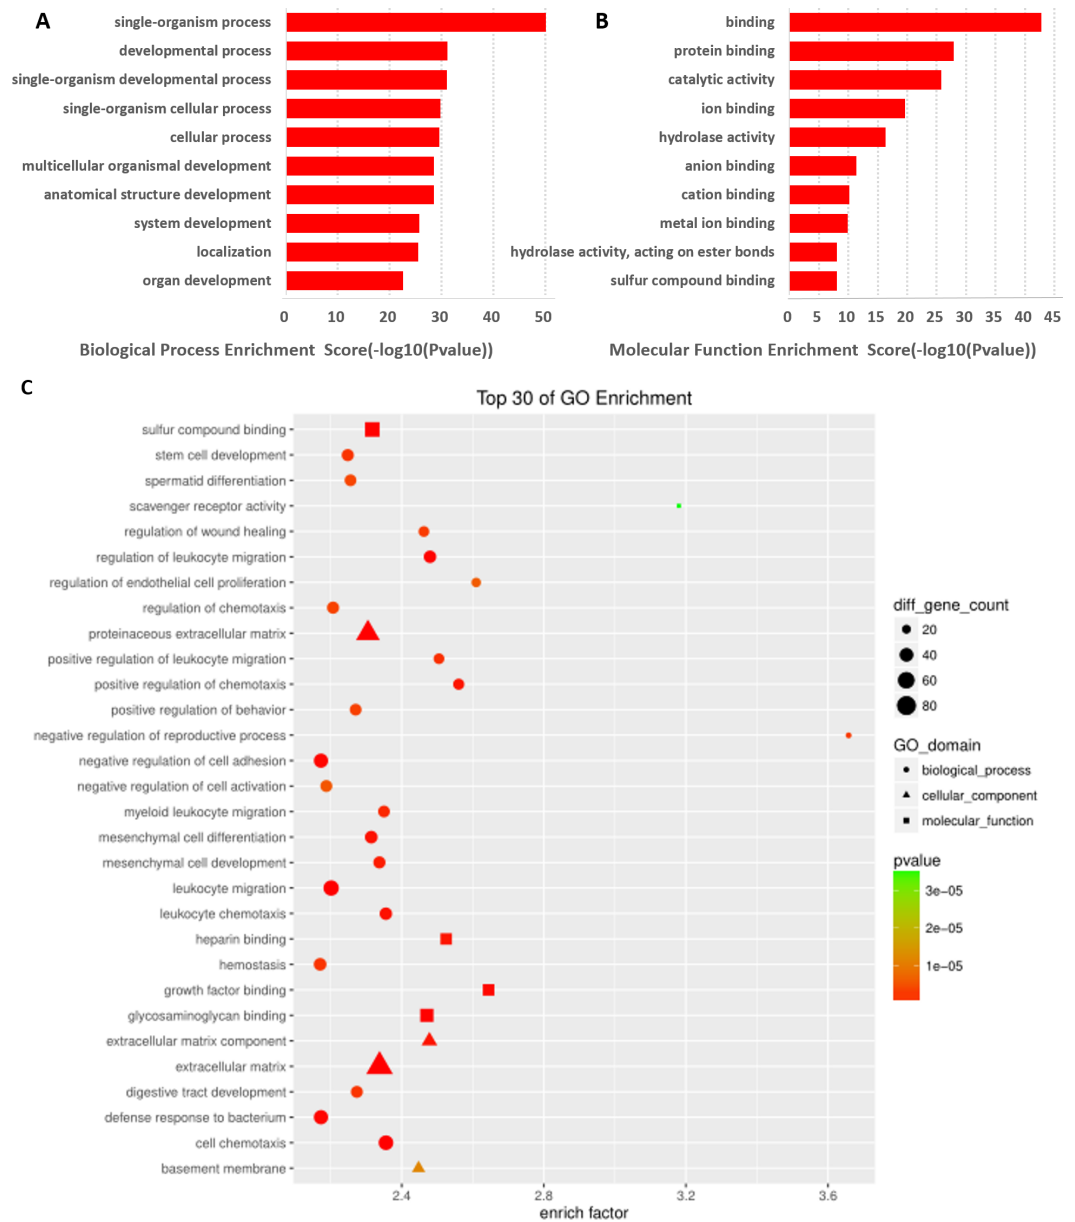 A
single-organism process
developmental process
single-organism developmental process
single-organism cellular process
cellular process
multicellular organismal development
anatomical structure development
system development
localization
organ development
0 10 20 30 40 50
Biological Process Enrichment Score(-log10(Pvalue))
B
binding
protein binding
catalytic activity
ion binding
hydrolase activity
anion binding
cation binding
metal ion binding
hydrolase activity, acting on ester bonds
sulfur compound binding
0 5 10 15 20 25 30 35 40 45
Molecular Function Enrichment Score(-log10(Pvalue))
C
Top 30 of GO Enrichment
sulfur compound binding
stem cell development
spermatid differentiation
scavenger receptor activity
regulation of wound healing
regulation of leukocyte migration
regulation of endothelial cell proliferation
regulation of chemotaxis
proteinaceous extracellular matrix
positive regulation of leukocyte migration
positive regulation of chemotaxis
positive regulation of behavior
negative regulation of reproductive process
negative regulation of cell adhesion
negative regulation of cell activation
myeloid leukocyte migration
mesenchymal cell differentiation
mesenchymal cell development
leukocyte migration
leukocyte chemotaxis
heparin binding
hemostasis
growth factor binding
glycosaminoglycan binding
extracellular matrix component
extracellular matrix
digestive tract development
defense response to bacterium
cell chemotaxis
basement membrane
2.4 2.8 3.2 3.6
enrich factor
diff_gene_count
20
40
60
80
GO_domain
biological_process
cellular_component
molecular_function
pvalue
3e-05
2e-05
1e-05